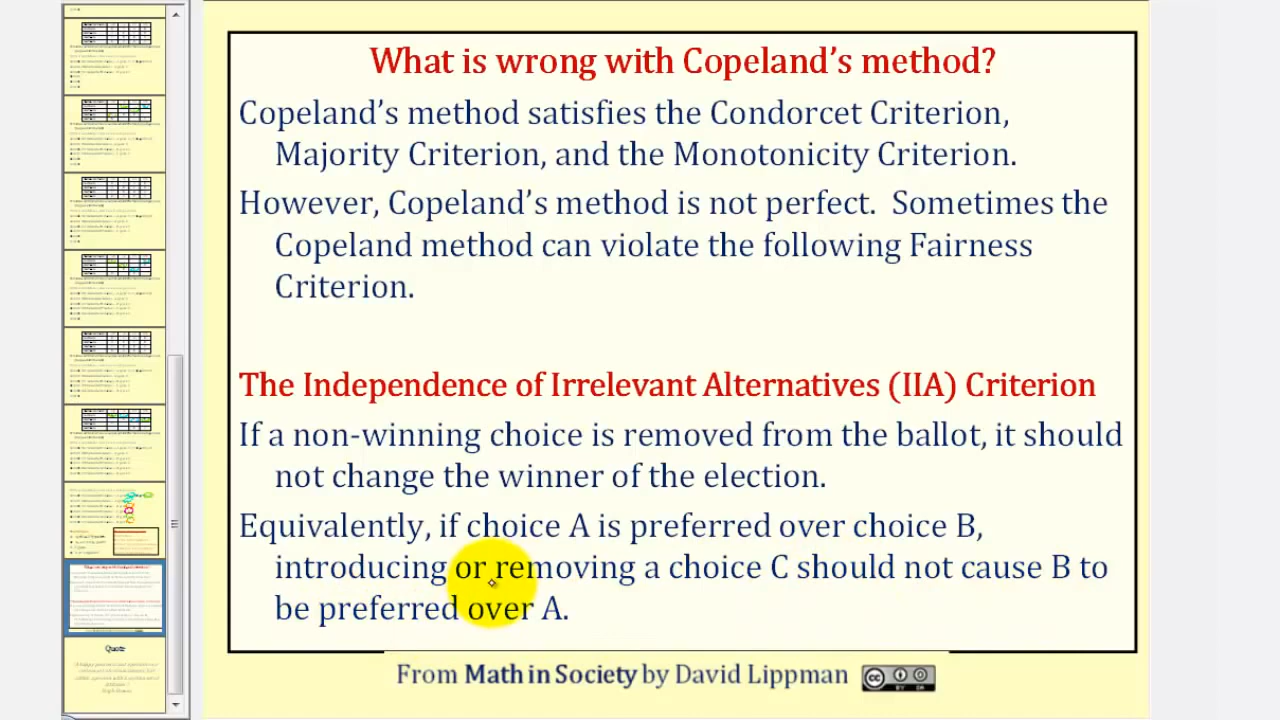 What is wrong with Copeland's method?
Copeland's method satisfies the Condorcet Criterion,
Majority Criterion, and the Monotonicity Criterion.
However, Copeland's method is not perfect.  Sometimes the
Copeland method can violate the following Fairness
Criterion.
The Independence of Irrelevant Alternatives (IIA) Criterion
If a non-winning choice is removed from the ballot, it should
not change the winner of the election.
Equivalently, if choice A is preferred over choice B,
introducing or removing a choice C should not cause B to
be preferred over A.
From Math in Society by David Lippman
Quote